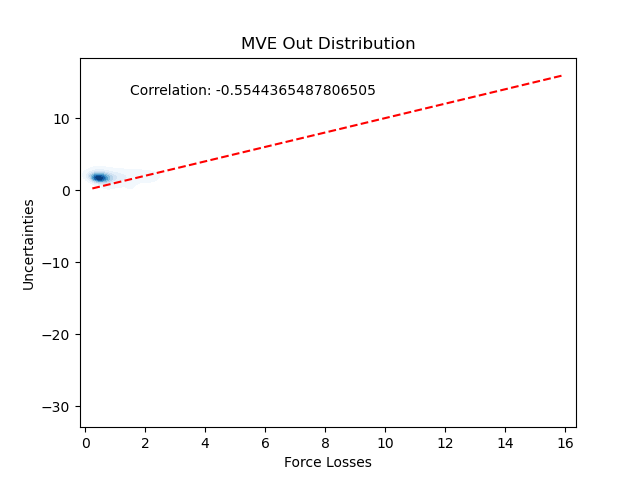 MVE Out Distribution
Correlation: -0.5544365487806505
Uncertainties
10
0
−10
−20
−30
0 2 4 6 8 10 12 14 16
Force Losses